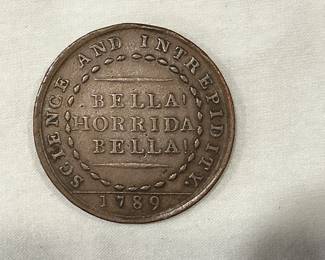 SCIENCE AND INTREPIDITY.
BELLA!
HORRIDA
BELLA!
1789